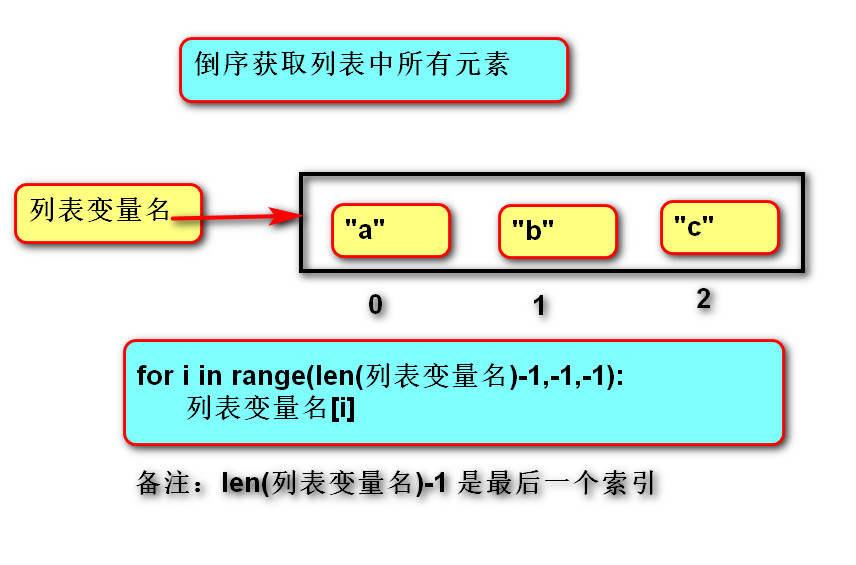 倒序获取列表中所有元素
列表变量名
"a"
"b"
"c"
0
1
2
for i in range(len(列表变量名)-1,-1,-1):
列表变量名[i]
备注：len(列表变量名)-1 是最后一个索引